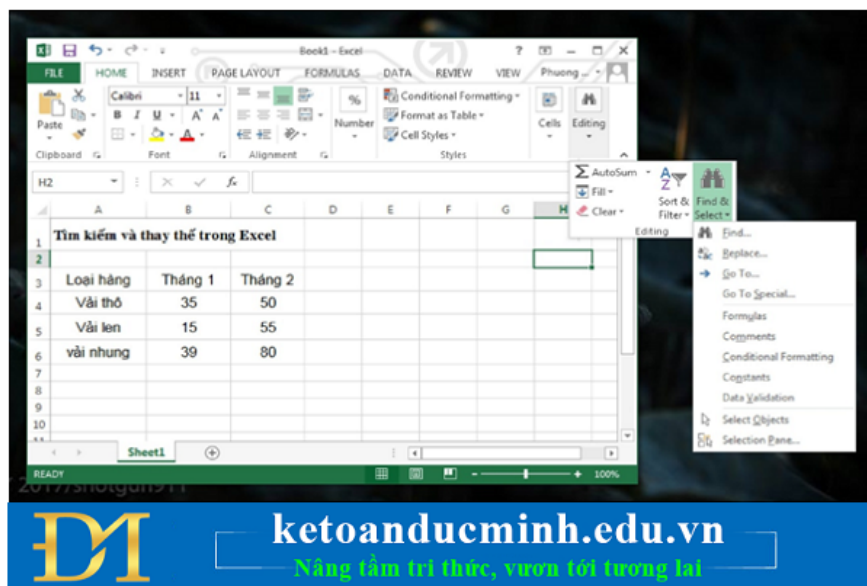 Book1 - Excel
FILE HOME INSERT PAGE LAYOUT FORMULAS DATA REVIEW VIEW Phuong ...
Calibri 11
Paste
B I U
Number
Conditional Formatting
Format as Table
Cell Styles
Cells
Editing
Clipboard Font Alignment Styles
AutoSum
Fill
Clear
Sort & Filter
Find & Select
Editing
H2
fx
A B C D E F G H
1 Tìm kiếm và thay thế trong Excel
2
3 Loại hàng Tháng 1 Tháng 2
4 Vải thô 35 50
5 Vải len 15 55
6 vải nhung 39 80
7
8
9
10
11
Find...
Replace...
Go To...
Go To Special...
Formulas
Comments
Conditional Formatting
Constants
Data Validation
Select Objects
Selection Pane...
Sheet1
READY 100%
2017/shotgun911
ĐM
ketoanducminh.edu.vn
Nâng tầm tri thức, vươn tới tương lai